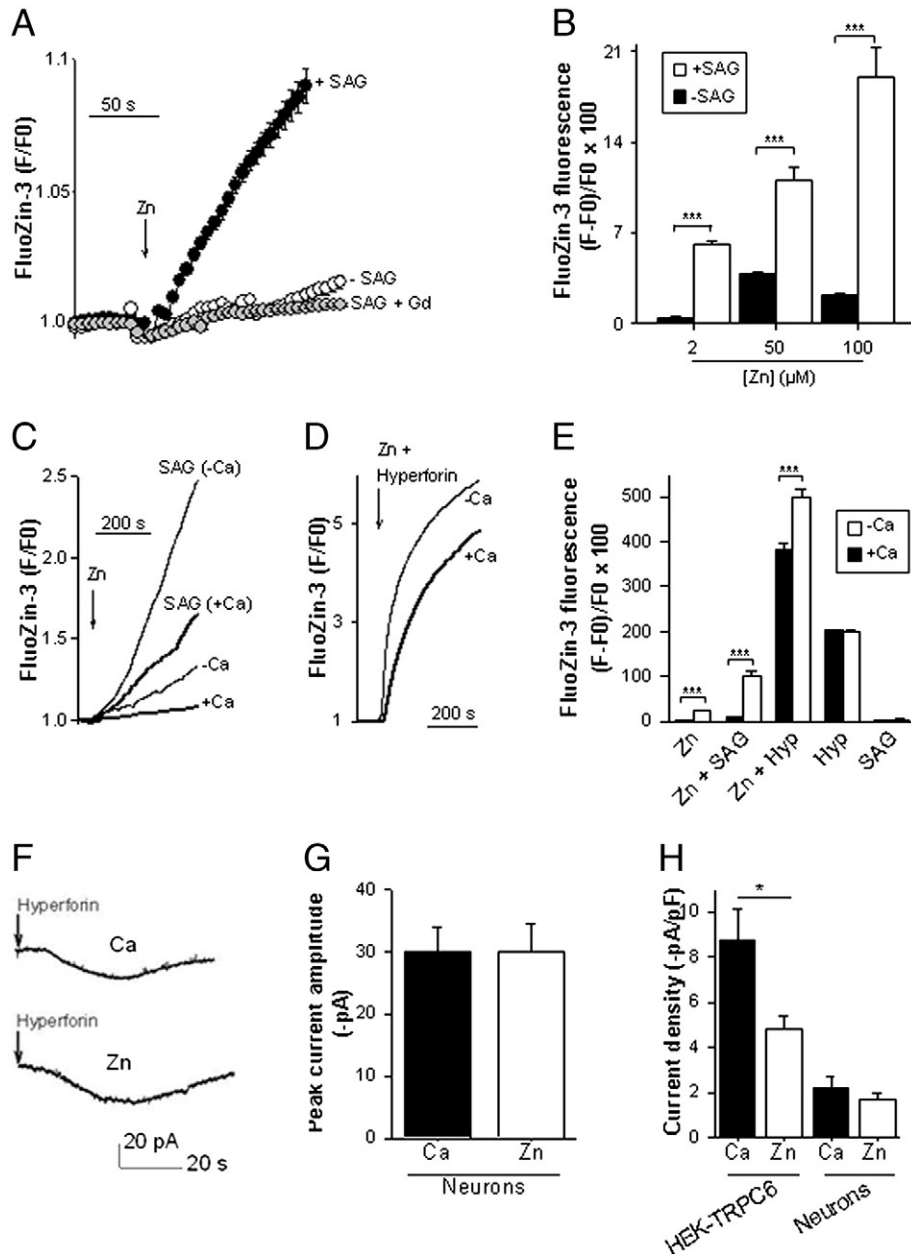 A
1.1
+ SAG
50 s
FluoZin-3 (F/F0)
1.05
Zn
- SAG
SAG + Gd
1.0
B
21
***
+SAG
-SAG
***
14
***
7
0
FluoZin-3 fluorescence
(F-F0)/F0 x 100
2
50
100
[Zn] (µM)
C
2.5
SAG (-Ca)
200 s
2.0
Zn
SAG (+Ca)
1.5
-Ca
+Ca
1.0
FluoZin-3 (F/F0)
D
Zn +
Hyperforin
-Ca
5
+Ca
3
1
200 s
FluoZin-3 (F/F0)
E
***
500
-Ca
+Ca
400
300
200
***
100
***
0
FluoZin-3 fluorescence
(F-F0)/F0 x 100
Zn
Zn + SAG
Zn + Hyp
Hyp
SAG
F
Hyperforin
Ca
Hyperforin
Zn
20 pA
20 s
G
40
30
20
10
0
Peak current amplitude
(-pA)
Ca
Zn
Neurons
H
*
10
8
6
4
2
0
Current density (-pA/pF)
Ca
Zn
Ca
Zn
HEK-TRPC6
Neurons